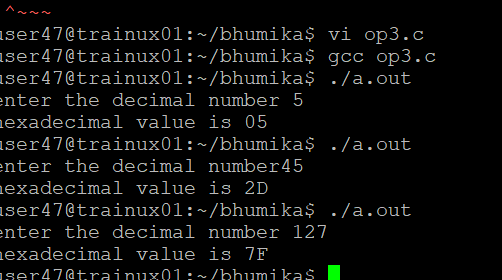 ^~~~
user47@trainux01:~/bhumika$ vi op3.c
user47@trainux01:~/bhumika$ gcc op3.c
user47@trainux01:~/bhumika$ ./a.out
enter the decimal number 5
hexadecimal value is 05
user47@trainux01:~/bhumika$ ./a.out
enter the decimal number45
hexadecimal value is 2D
user47@trainux01:~/bhumika$ ./a.out
enter the decimal number 127
hexadecimal value is 7F
user47@trainux01:~/bhumika$